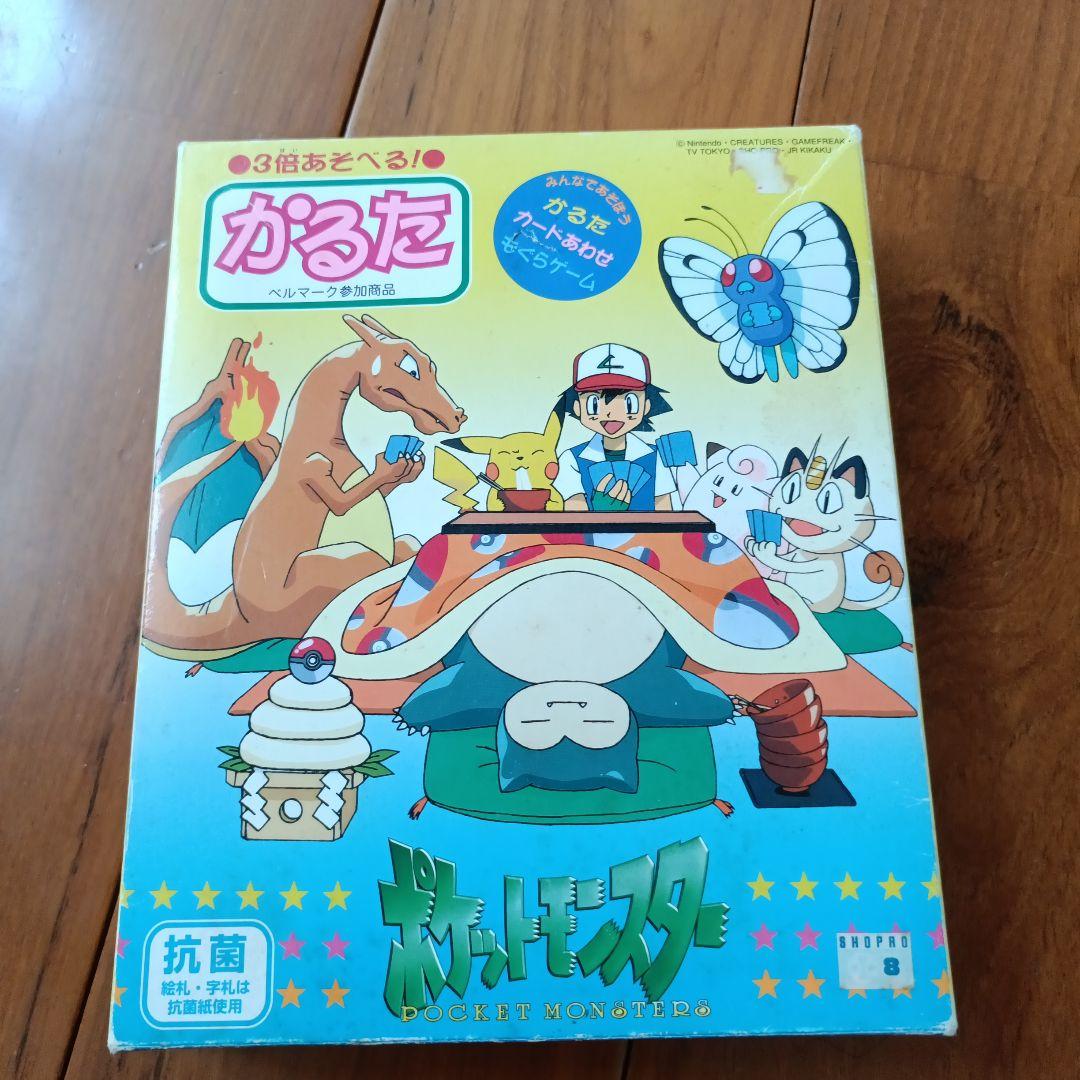 ●3倍あそべる!●
ばい
かるた
ベルマーク参加商品
みんなであそぼう
かるた
カードあわせ
もぐらゲーム
© Nintendo・CREATURES・GAMEFREAK・
TV TOKYO・SHO-PRO・JR KIKAKU
ポケットモンスター
POCKET MONSTERS
抗菌
絵札・字札は
抗菌紙使用
SHOPRO
8